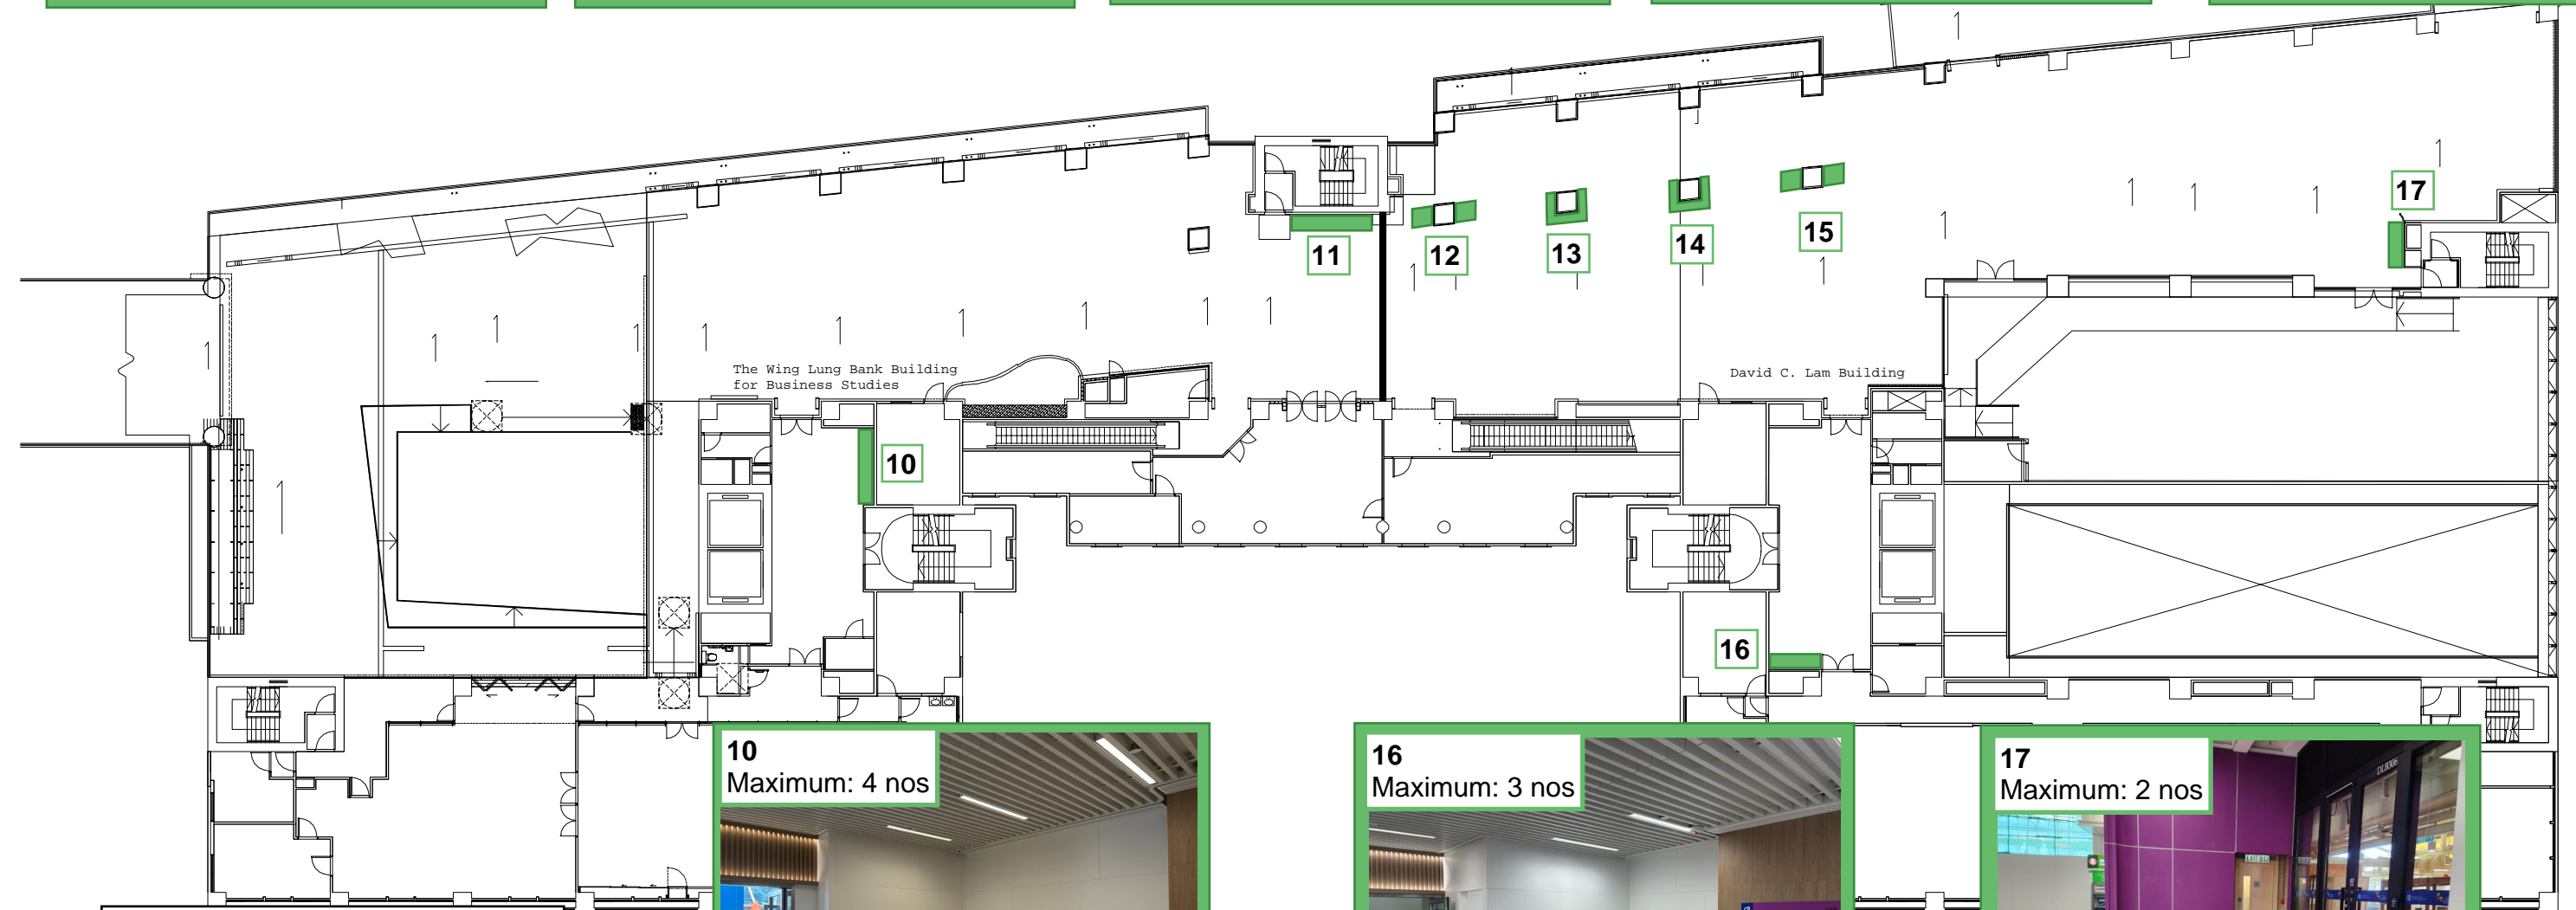 17
11
12
13
14
15
The Wing Lung Bank Building
for Business Studies
David C. Lam Building
10
16
10
Maximum: 4 nos
16
Maximum: 3 nos
17
Maximum: 2 nos
DLB306